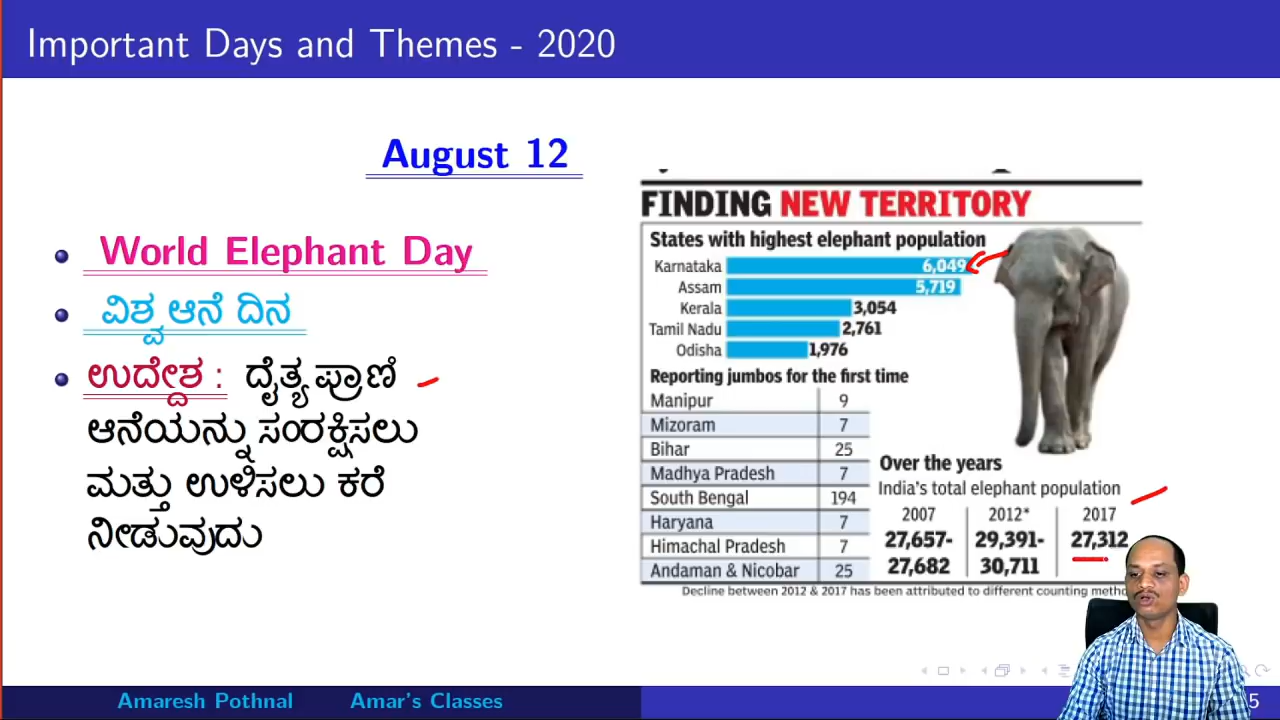 Important Days and Themes - 2020
August 12
World Elephant Day
ವಿಶ್ವ ಆನೆ ದಿನ
ಉದೇಶ : ದೈತ್ಯಪ್ರಾಣಿ
ಆನೆಯನ್ನು ಸಂರಕ್ಷಿಸಲು
ಮತ್ತು ಉಳಿಸಲು ಕರೆ
ನೀಡುವುದು
FINDING NEW TERRITORY
States with highest elephant population
Karnataka 6,049
Assam 5,719
Kerala 3,054
Tamil Nadu 2,761
Odisha 1,976
Reporting jumbos for the first time
Manipur 9
Mizoram 7
Bihar 25
Madhya Pradesh 7
South Bengal 194
Haryana 7
Himachal Pradesh 7
Andaman & Nicobar 25
Over the years
India's total elephant population
2007 2012* 2017
27,657- 29,391- 27,312
27,682 30,711
Decline between 2012 & 2017 has been attributed to different counting
Amaresh Pothnal Amar's Classes
5